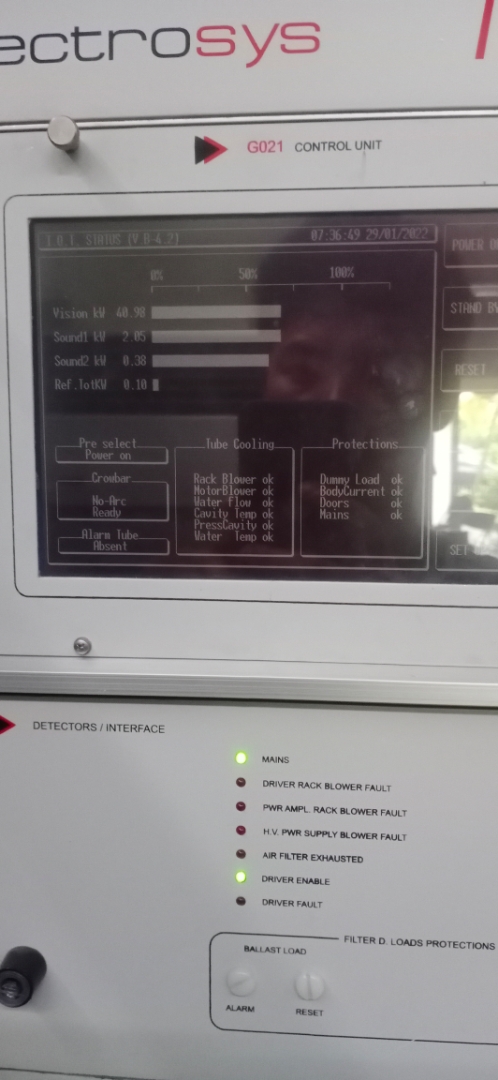 ectrosys
G021 CONTROL UNIT
I.O.T. STATUS (V B-4.2) 07:36:49 29/01/2022
0% 50% 100%
Vision kW 40.98
Sound1 kW 2.05
Sound2 kW 0.38
Ref.TotKW 0.10
POWER
STAND BY
RESET
SET
Pre select
Power on
Crowbar
No-Arc
Ready
Alarm Tube
Absent
Tube Cooling
Rack Blower ok
MotorBlower ok
Water Flow ok
Cavity Temp ok
PressCavity ok
Water Temp ok
Protections
Dummy Load ok
BodyCurrent ok
Doors ok
Mains ok
DETECTORS / INTERFACE
MAINS
DRIVER RACK BLOWER FAULT
PWR AMPL. RACK BLOWER FAULT
H.V. PWR SUPPLY BLOWER FAULT
AIR FILTER EXHAUSTED
DRIVER ENABLE
DRIVER FAULT
FILTER D. LOADS PROTECTIONS
BALLAST LOAD
ALARM RESET